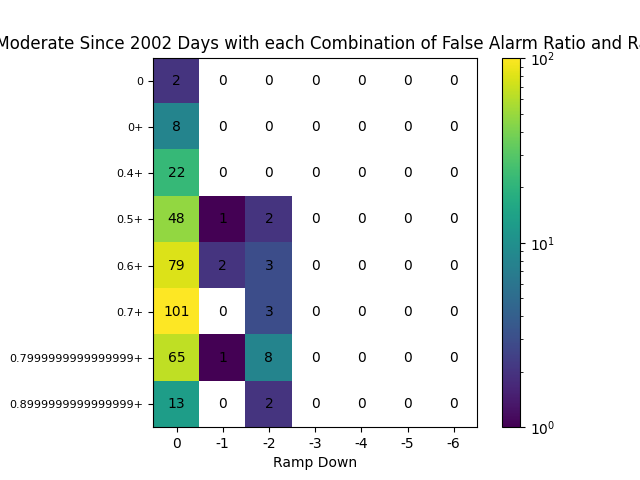 Moderate Since 2002 Days with each Combination of False Alarm Ratio and
0 2 0 0 0 0 0 0
0+ 8 0 0 0 0 0 0
0.4+ 22 0 0 0 0 0 0
0.5+ 48 1 2 0 0 0 0
0.6+ 79 2 3 0 0 0 0
0.7+ 101 0 3 0 0 0 0
0.7999999999999999+ 65 1 8 0 0 0 0
0.8999999999999999+ 13 0 2 0 0 0 0
0 -1 -2 -3 -4 -5 -6
Ramp Down
10²
10¹
10⁰